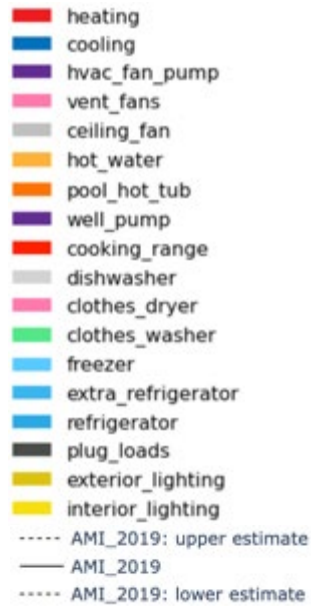 heating
cooling
hvac_fan_pump
vent_fans
ceiling_fan
hot_water
pool_hot_tub
well_pump
cooking_range
dishwasher
clothes_dryer
clothes_washer
freezer
extra_refrigerator
refrigerator
plug_loads
exterior_lighting
interior_lighting
AMI_2019: upper estimate
AMI_2019
AMI_2019: lower estimate